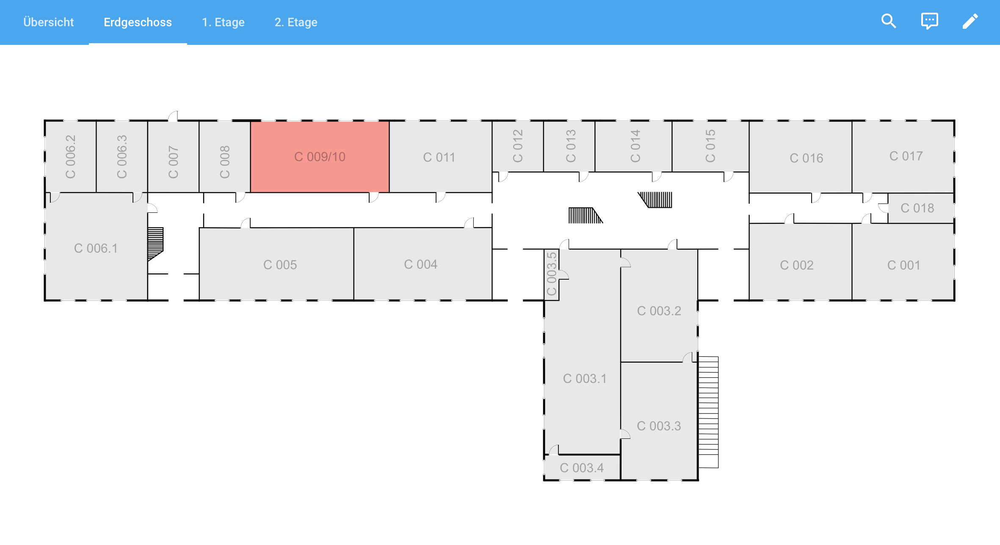 Übersicht
Erdgeschoss
1. Etage
2. Etage
C 006.2
C 006.3
C 007
C 008
C 009/10
C 011
C 012
C 013
C 014
C 015
C 016
C 017
C 018
C 006.1
C 005
C 004
C 003.5
C 002
C 001
C 003.2
C 003.1
C 003.3
C 003.4